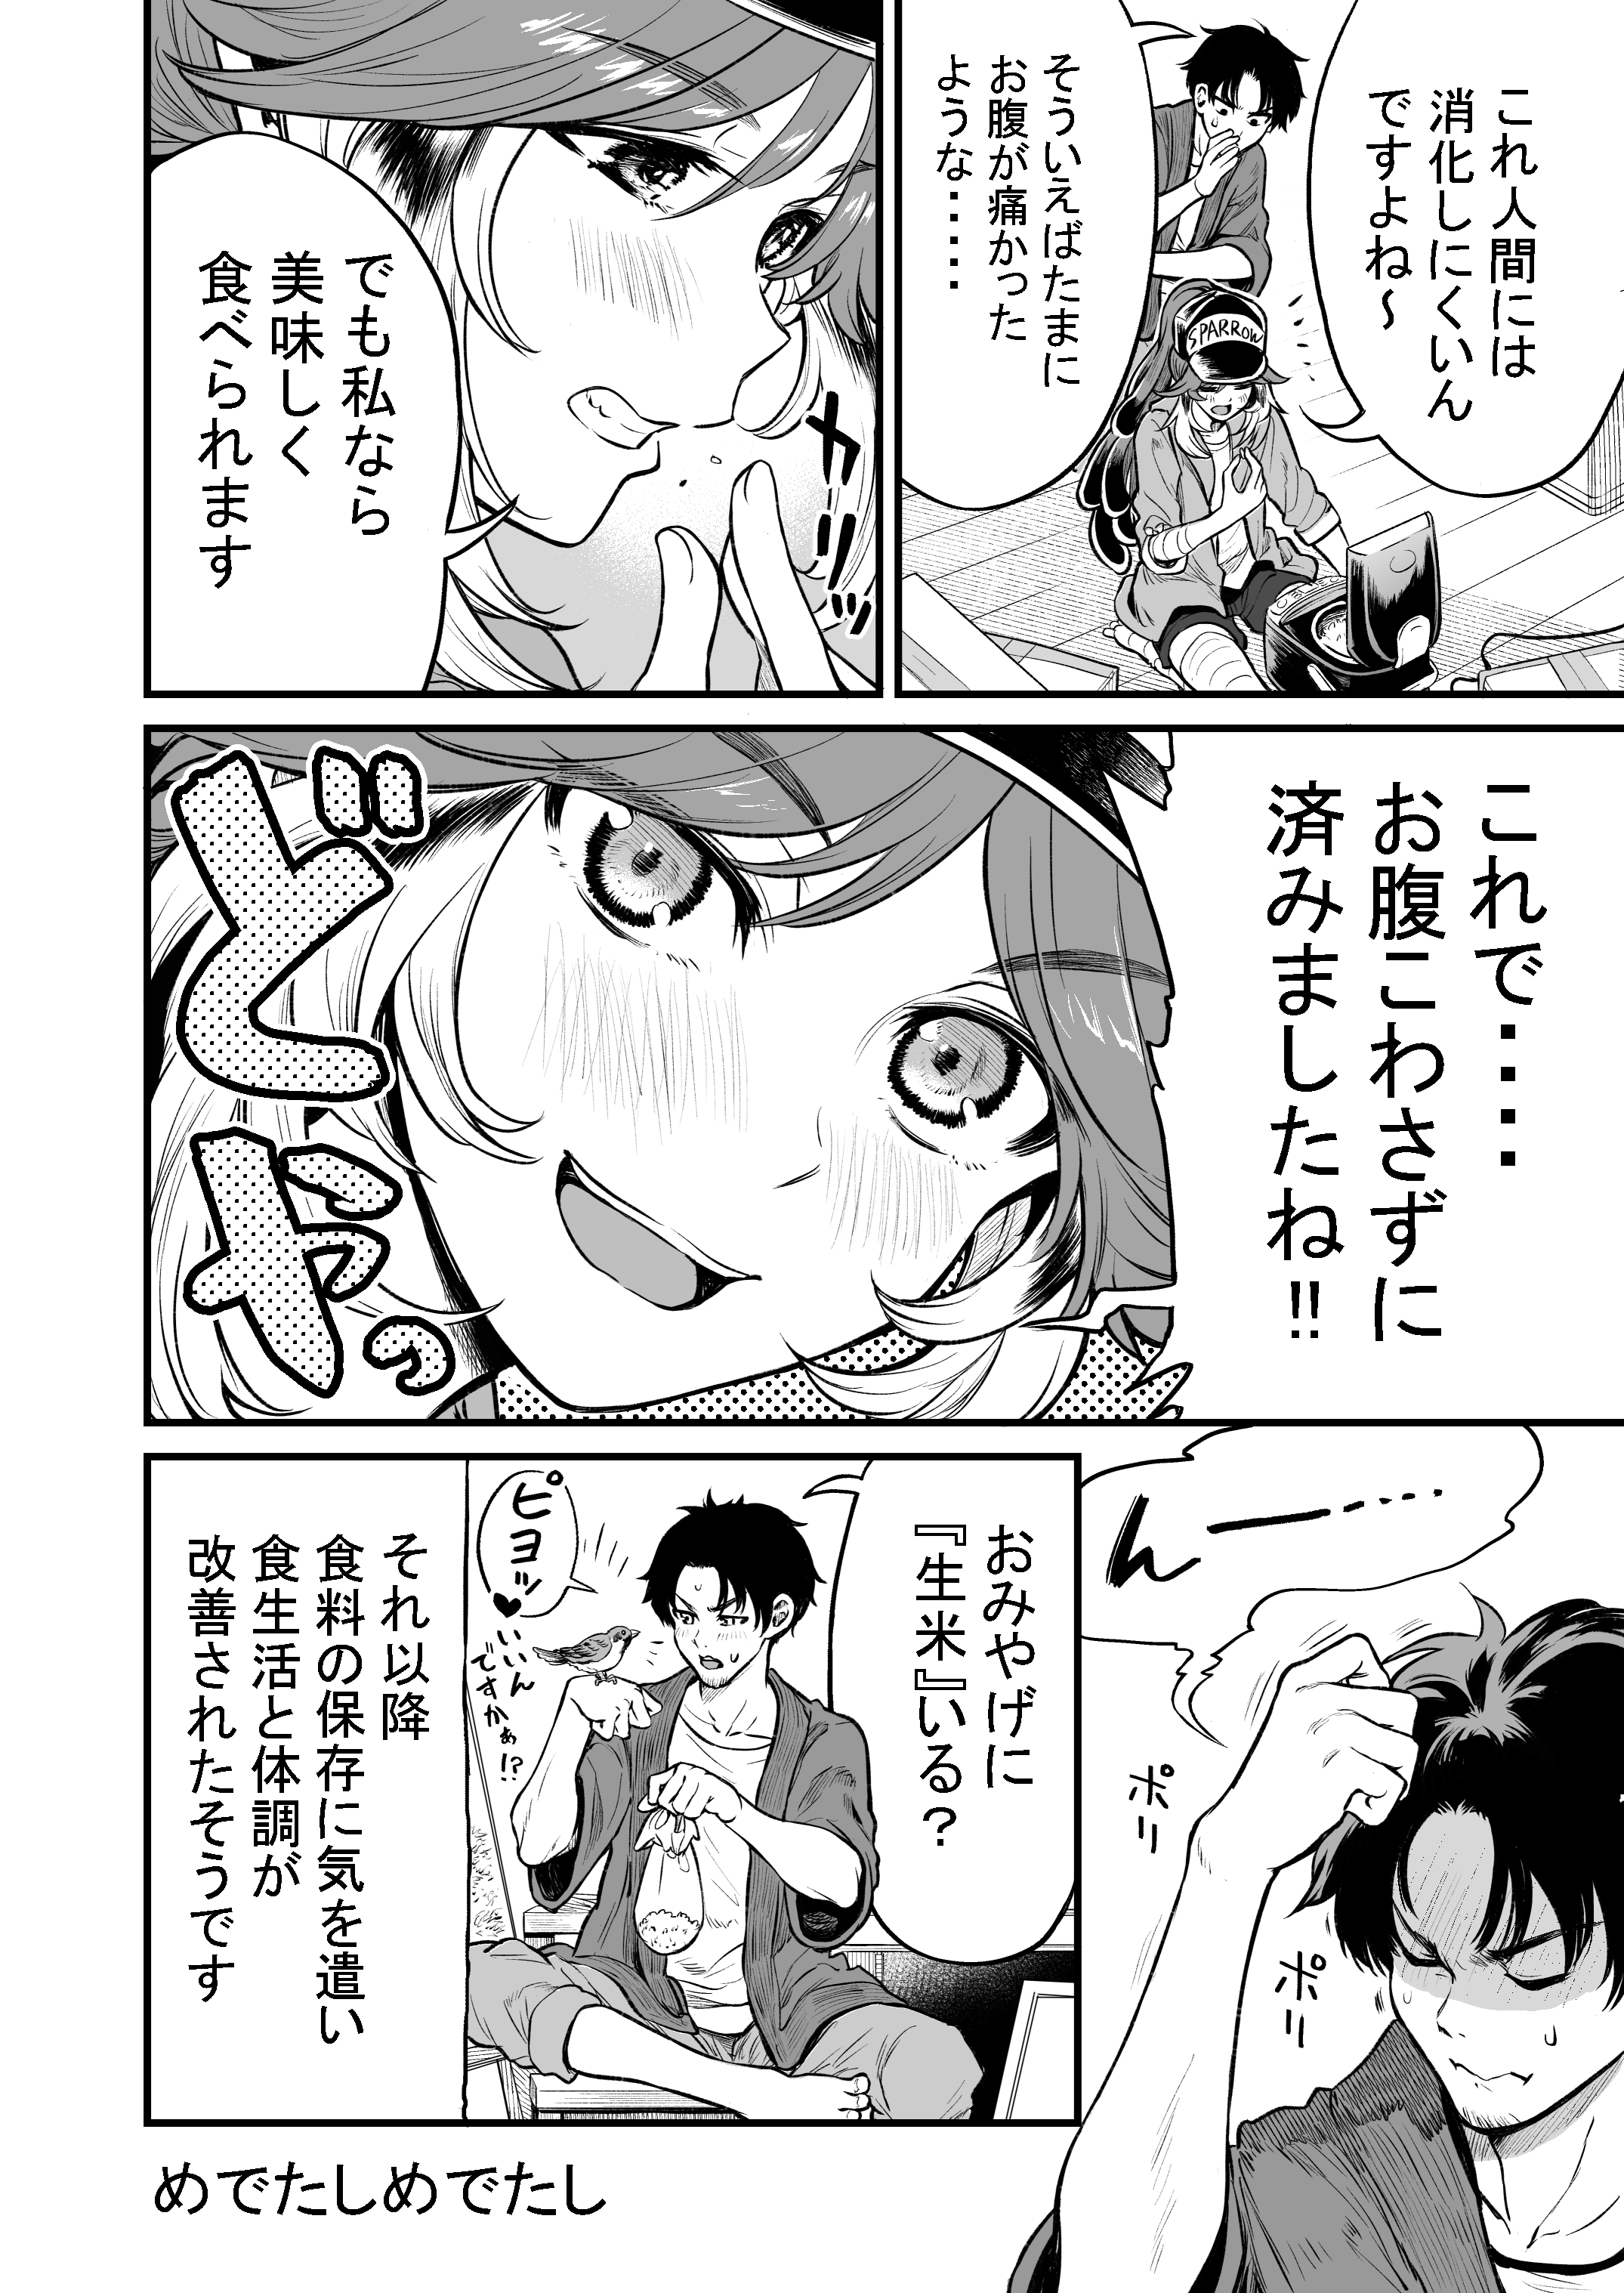 これ人間には
消化しにくいん
ですよね～
SPARROW
そういえばたまに
お腹が痛かった
ような・・・・・
でも私なら
美味しく
食べられます
カリッ
これで・・・・
お腹こわさずに
済みましたね!!
どやっ
んー・・・・・・
ポリ
ポリ
おみやげに
『生米』いる？
ピヨッ♥
いいん
ですかぁ!?
それ以降
食料の保存に気を遣い
食生活と体調が
改善されたそうです
めでたしめでたし